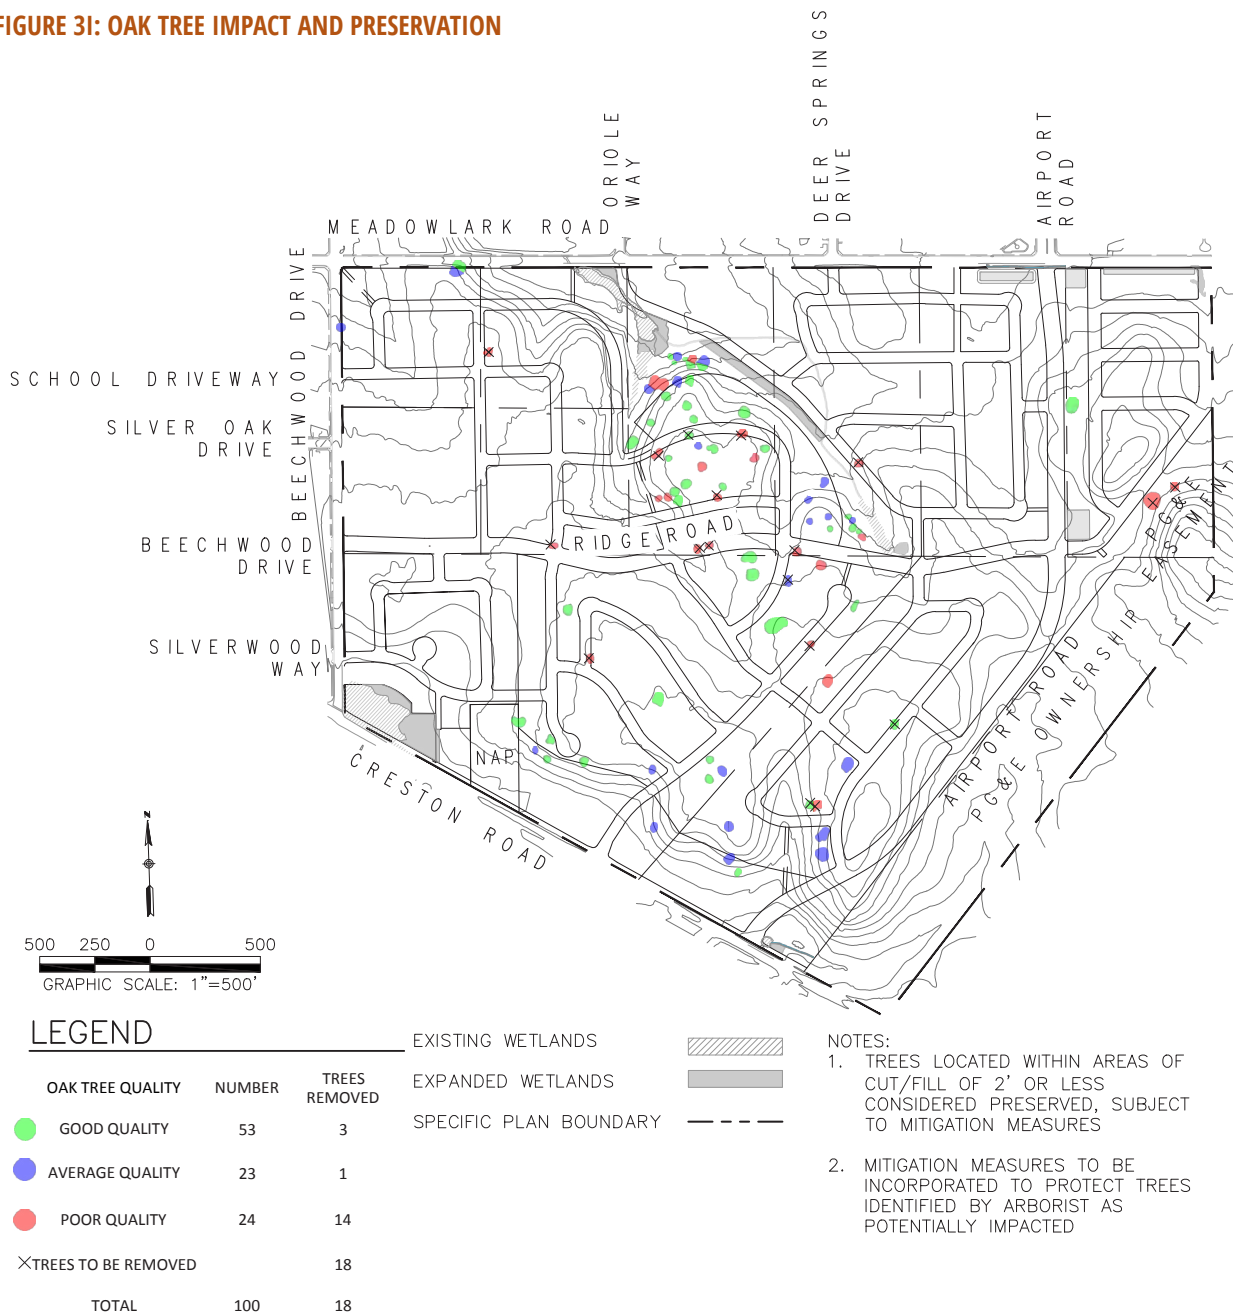 FIGURE 3I: OAK TREE IMPACT AND PRESERVATION
ORIOLE
WAY
DEER SPRINGS
DRIVE
AIRPORT
ROAD
MEADOWLARK ROAD
BEECHWOOD DRIVE
SCHOOL DRIVEWAY
SILVER OAK
DRIVE
BEECHWOOD
DRIVE
RIDGE ROAD
SILVERWOOD
WAY
NAP
CRESTON ROAD
PG&E
EASEMENT
AIRPORT ROAD
PG&E OWNERSHIP
N
500 250 0 500
GRAPHIC SCALE: 1"=500'
LEGEND
OAK TREE QUALITY NUMBER TREES
REMOVED
GOOD QUALITY 53 3
AVERAGE QUALITY 23 1
POOR QUALITY 24 14
TREES TO BE REMOVED 18
TOTAL 100 18
EXISTING WETLANDS
EXPANDED WETLANDS
SPECIFIC PLAN BOUNDARY
NOTES:
1. TREES LOCATED WITHIN AREAS OF
CUT/FILL OF 2' OR LESS
CONSIDERED PRESERVED, SUBJECT
TO MITIGATION MEASURES
2. MITIGATION MEASURES TO BE
INCORPORATED TO PROTECT TREES
IDENTIFIED BY ARBORIST AS
POTENTIALLY IMPACTED